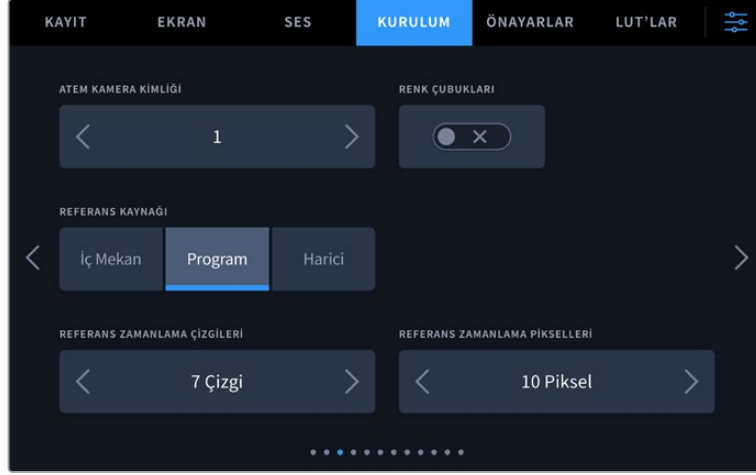 KAYIT EKRAN SES KURULUM ÖNAYARLAR LUT'LAR
ATEM KAMERA KİMLİĞİ RENK ÇUBUKLARI
1
REFERANS KAYNAĞI
İç Mekan Program Harici
REFERANS ZAMANLAMA ÇİZGİLERİ REFERANS ZAMANLAMA PİKSELLERİ
7 Çizgi 10 Piksel